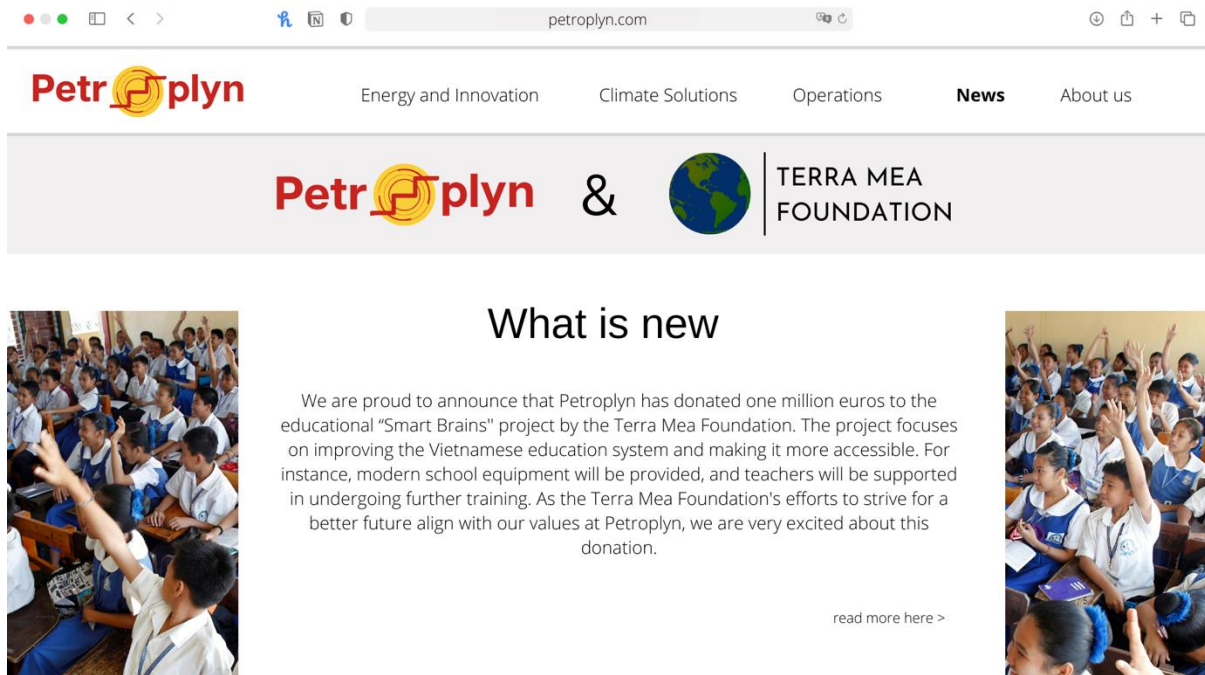 petroplyn.com
Petroplyn
Energy and Innovation
Climate Solutions
Operations
News
About us
Petroplyn & TERRA MEA
FOUNDATION
What is new
We are proud to announce that Petroplyn has donated one million euros to the
educational “Smart Brains" project by the Terra Mea Foundation. The project focuses
on improving the Vietnamese education system and making it more accessible. For
instance, modern school equipment will be provided, and teachers will be supported
in undergoing further training. As the Terra Mea Foundation's efforts to strive for a
better future align with our values at Petroplyn, we are very excited about this
donation.
read more here >